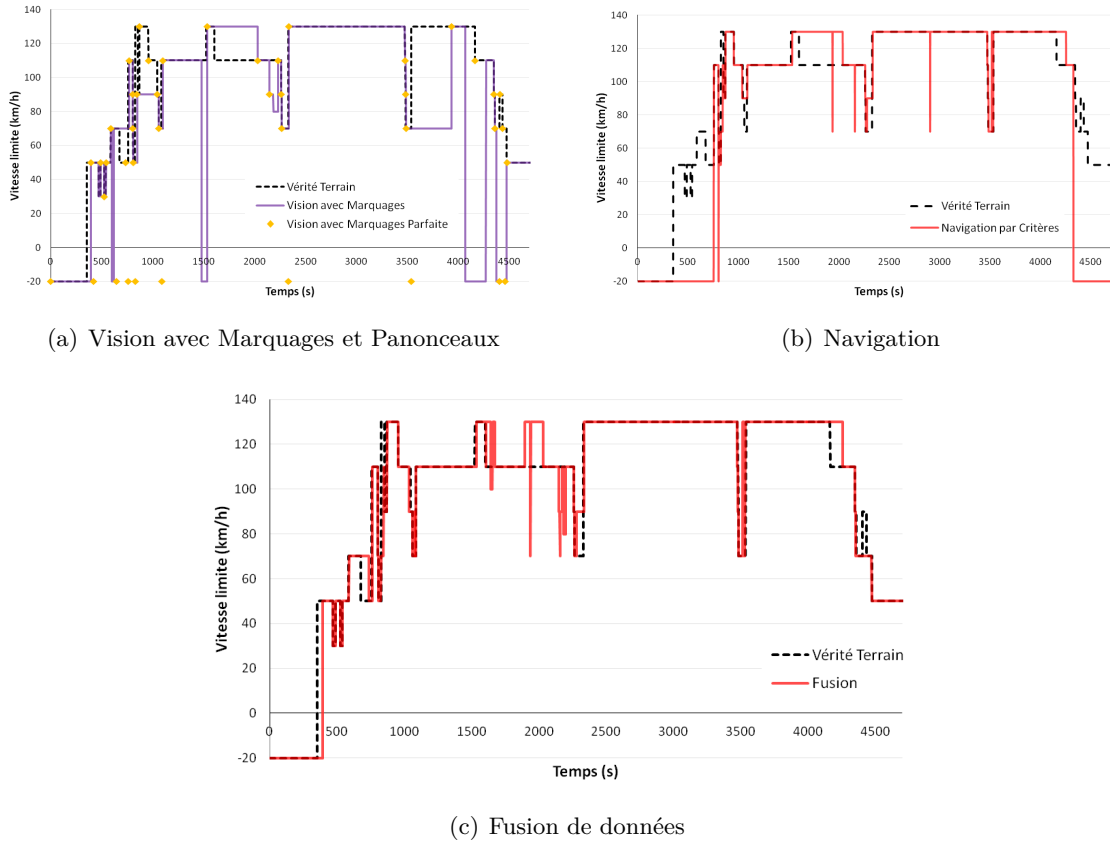 140
120
100
80
60
40
20
0
-20
Vitesse limite (km/h)
0 500 1000 1500 2000 2500 3000 3500 4000 4500
Temps (s)
Vérité Terrain
Vision avec Marquages
Vision avec Marquages Parfaite
(a) Vision avec Marquages et Panonceaux
140
120
100
80
60
40
20
0
-20
Vitesse limite (km/h)
0 500 1000 1500 2000 2500 3000 3500 4000 4500
Temps (s)
Vérité Terrain
Navigation par Critères
(b) Navigation
140
120
100
80
60
40
20
0
-20
Vitesse limite (km/h)
0 500 1000 1500 2000 2500 3000 3500 4000 4500
Temps (s)
Vérité Terrain
Fusion
(c) Fusion de données